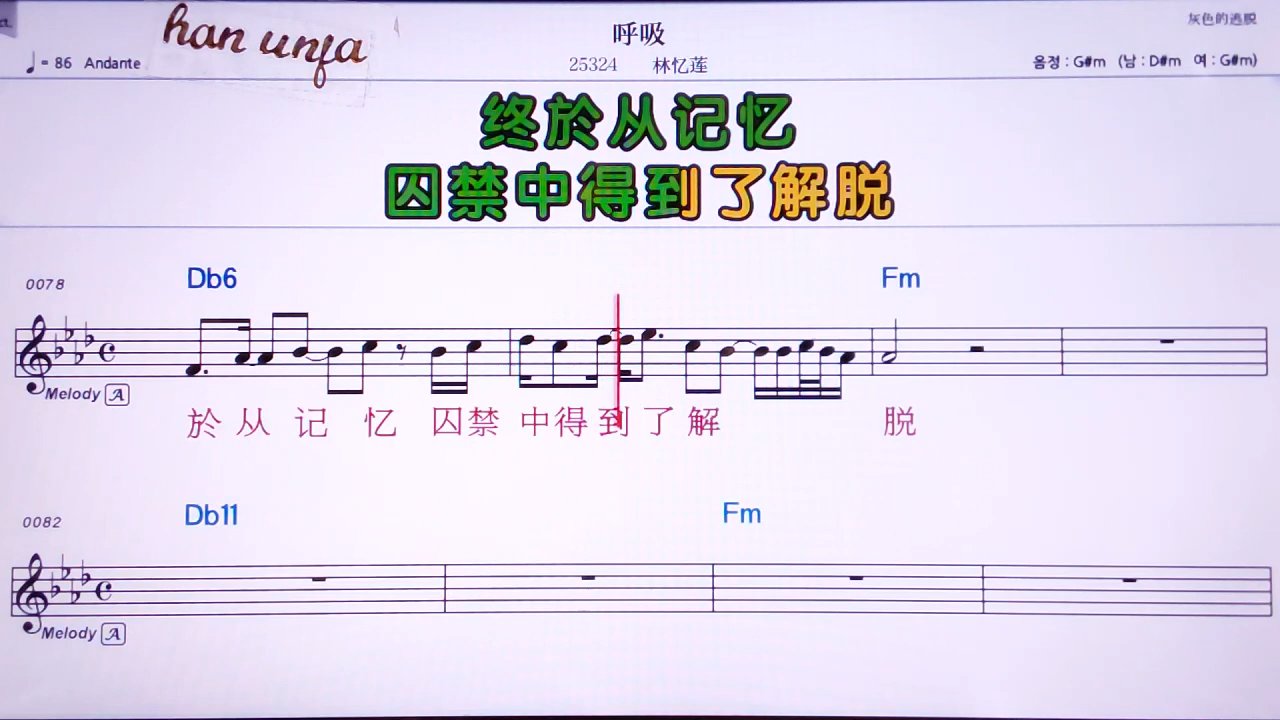 ct.
han unfa
呼吸
灰色的逃脱
♩= 86 Andante
25324 林忆莲
음정 : G#m (남 : D#m 여 : G#m)
终於从记忆
囚禁中得到了解脱
0078 Db6 Fm
Melody A
於从记忆囚禁中得到了解 脱
0082 Db11 Fm
Melody A